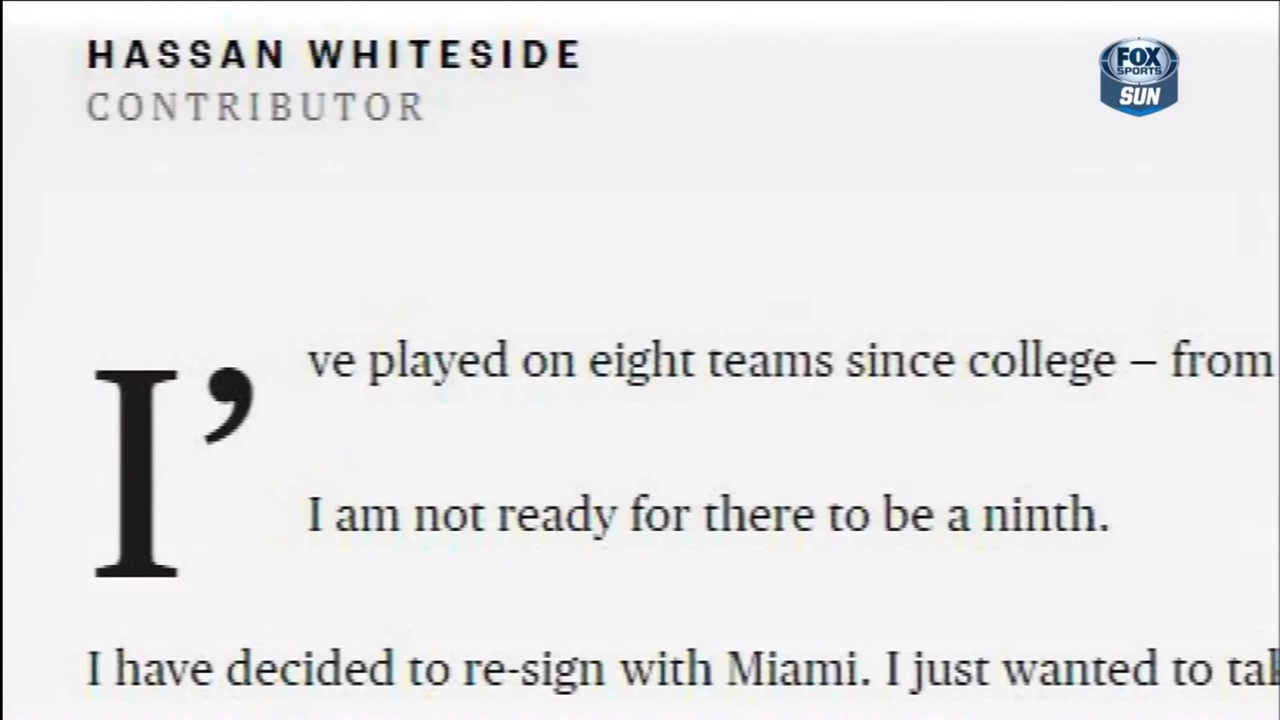 HASSAN WHITESIDE
CONTRIBUTOR
FOX
SPORTS
SUN
I've played on eight teams since college – from
I am not ready for there to be a ninth.
I have decided to re-sign with Miami. I just wanted to